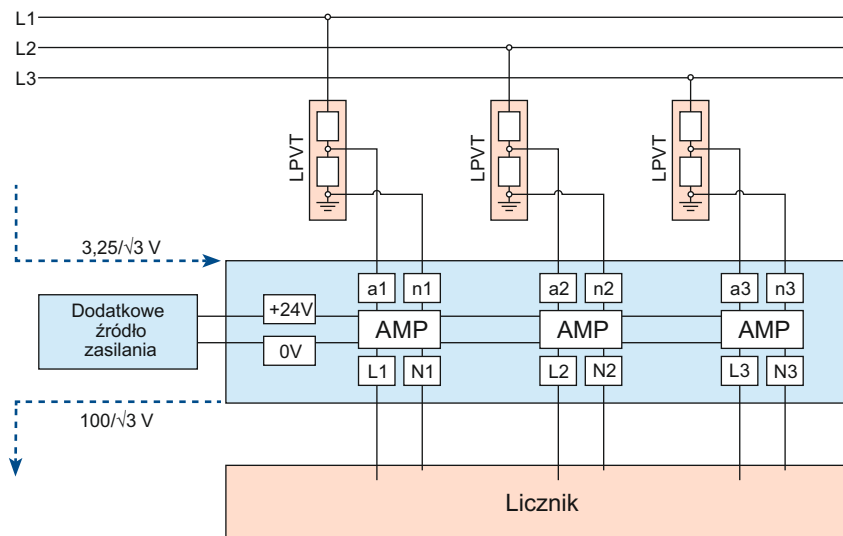 L1
L2
L3
LPVT
LPVT
LPVT
3,25/√3 V
a1 n1 a2 n2 a3 n3
Dodatkowe
źródło
zasilania
+24V
AMP AMP AMP
0V
L1 N1 L2 N2 L3 N3
100/√3 V
Licznik